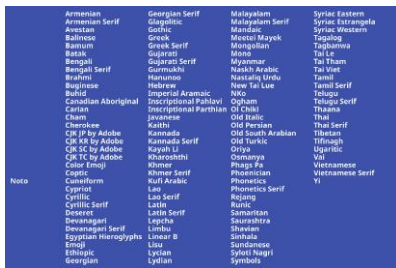 Noto
Armenian
Armenian Serif
Avestan
Balinese
Bamum
Batak
Bengali
Bengali Serif
Brahmi
Buginese
Buhid
Canadian Aboriginal
Carian
Cham
Cherokee
CJK JP by Adobe
CJK KR by Adobe
CJK SC by Adobe
CJK TC by Adobe
Color Emoji
Coptic
Cuneiform
Cypriot
Cyrillic
Cyrillic Serif
Deseret
Devanagari
Devanagari Serif
Egyptian Hieroglyphs
Emoji
Ethiopic
Georgian
Georgian Serif
Glagolitic
Gothic
Greek
Greek Serif
Gujarati
Gujarati Serif
Gurmukhi
Hanunoo
Hebrew
Imperial Aramaic
Inscriptional Pahlavi
Inscriptional Parthian
Javanese
Kaithi
Kannada
Kannada Serif
Kayah Li
Kharoshthi
Khmer
Khmer Serif
Kufi Arabic
Lao
Lao Serif
Latin
Latin Serif
Lepcha
Limbu
Linear B
Lisu
Lycian
Lydian
Malayalam
Malayalam Serif
Mandaic
Meetei Mayek
Mongolian
Mono
Myanmar
Naskh Arabic
Nastaliq Urdu
New Tai Lue
NKo
Ogham
Ol Chiki
Old Italic
Old Persian
Old South Arabian
Old Turkic
Oriya
Osmanya
Phags Pa
Phoenician
Phonetics
Phonetics Serif
Rejang
Runic
Samaritan
Saurashtra
Shavian
Sinhala
Sundanese
Syloti Nagri
Symbols
Syriac Eastern
Syriac Estrangela
Syriac Western
Tagalog
Tagbanwa
Tai Le
Tai Tham
Tai Viet
Tamil
Tamil Serif
Telugu
Telugu Serif
Thaana
Thai
Thai Serif
Tibetan
Tifinagh
Ugaritic
Vai
Vietnamese
Vietnamese Serif
Yi